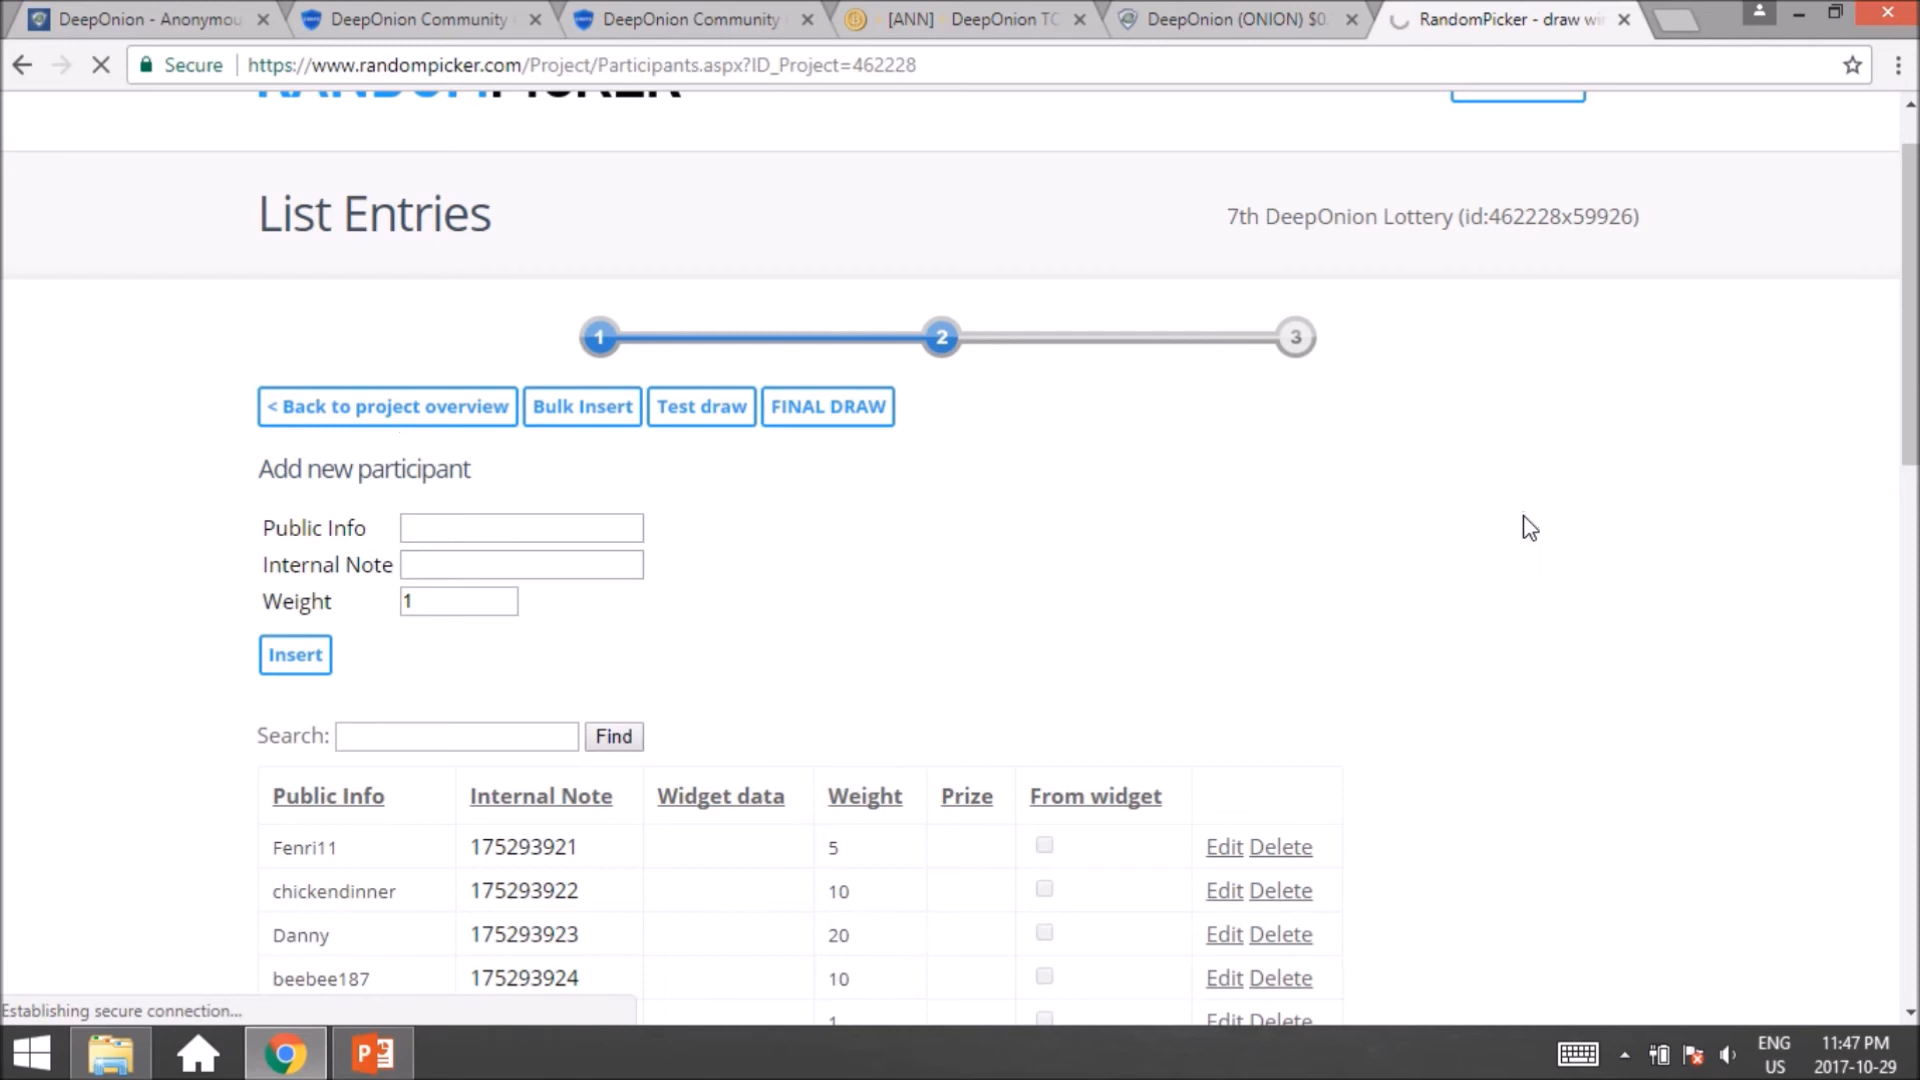 DeepOnion - Anonymou
DeepOnion Community
DeepOnion Community
[ANN] DeepOnion TO
DeepOnion (ONION) $0.
RandomPicker - draw wi
Secure https://www.randompicker.com/Project/Participants.aspx?ID_Project=462228
List Entries
7th DeepOnion Lottery (id:462228x59926)
1 2 3
< Back to project overview Bulk Insert Test draw FINAL DRAW
Add new participant
Public Info
Internal Note
Weight 1
Insert
Search: Find
Public Info Internal Note Widget data Weight Prize From widget
Fenri11 175293921 5 Edit Delete
chickendinner 175293922 10 Edit Delete
Danny 175293923 20 Edit Delete
beebee187 175293924 10 Edit Delete
1 Edit Delete
Establishing secure connection...
ENG 11:47 PM
US 2017-10-29